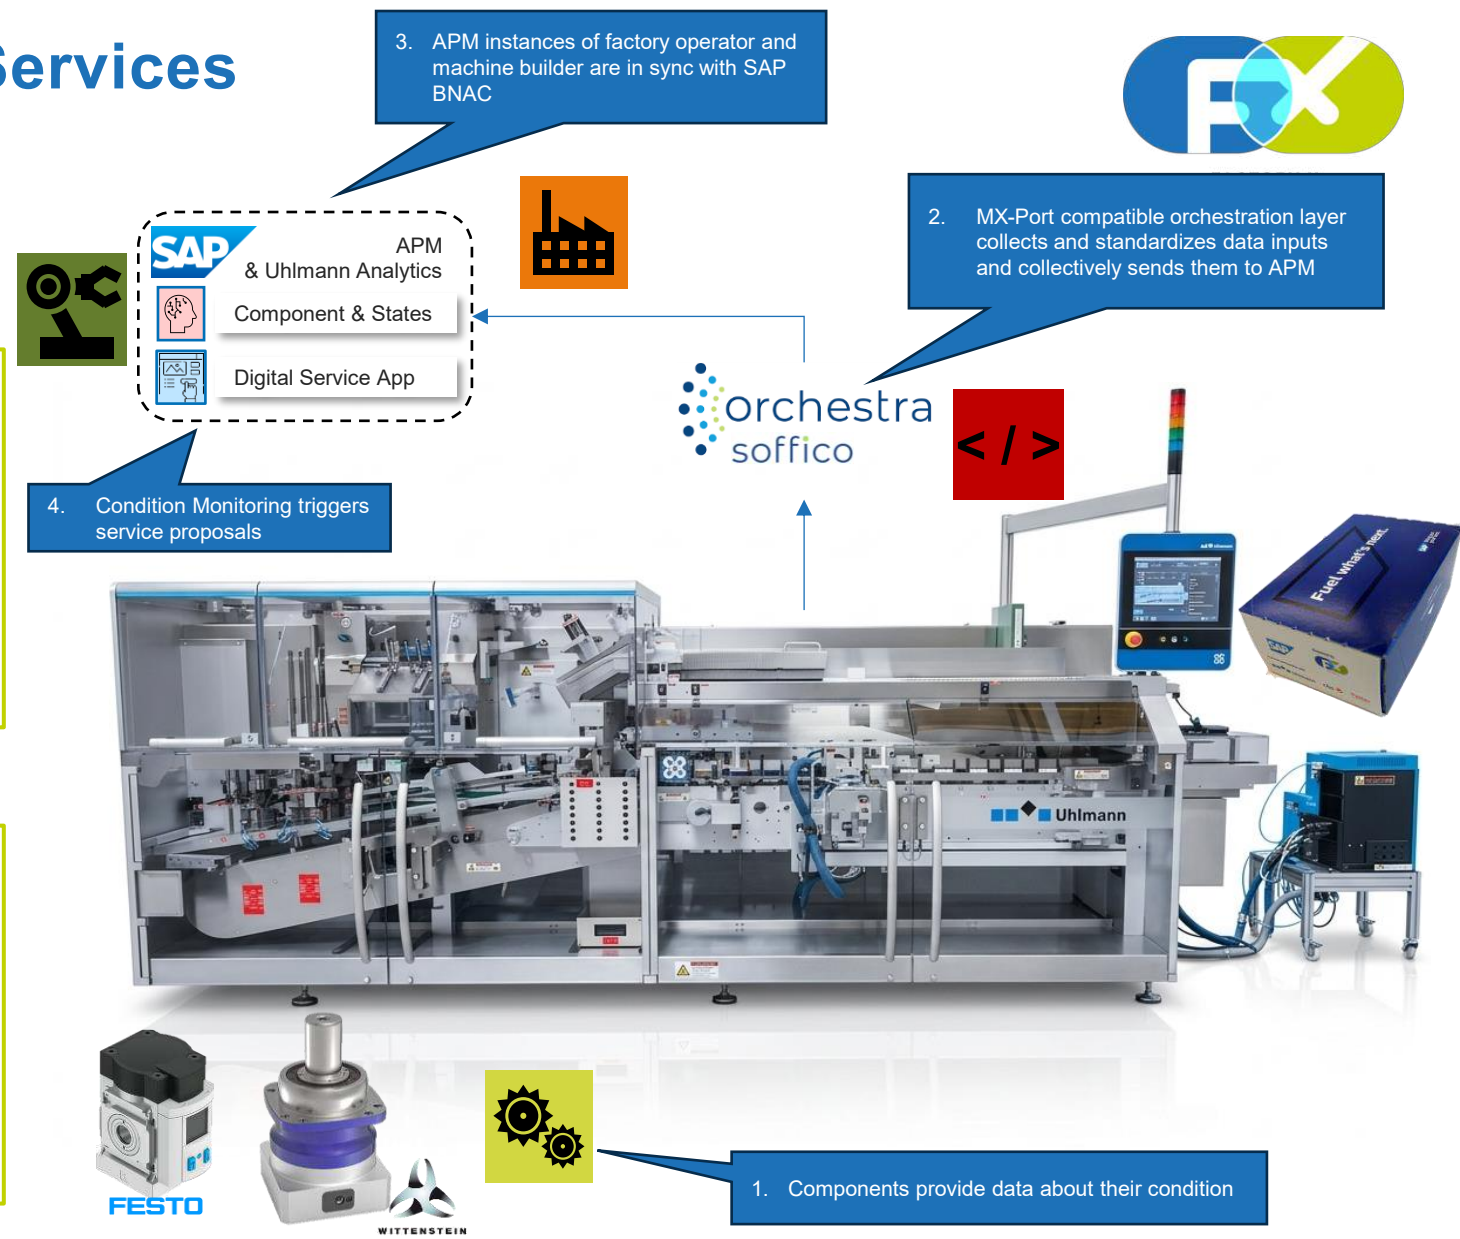 Services
3. APM instances of factory operator and
machine builder are in sync with SAP
BNAC
FX
2. MX-Port compatible orchestration layer
collects and standardizes data inputs
and collectively sends them to APM
SAP
APM
& Uhlmann Analytics
Component & States
Digital Service App
orchestra
soffico
< / >
4. Condition Monitoring triggers
service proposals
Fuel what's next.
SAP
Uhlmann
FESTO
WITTENSTEIN
1. Components provide data about their condition